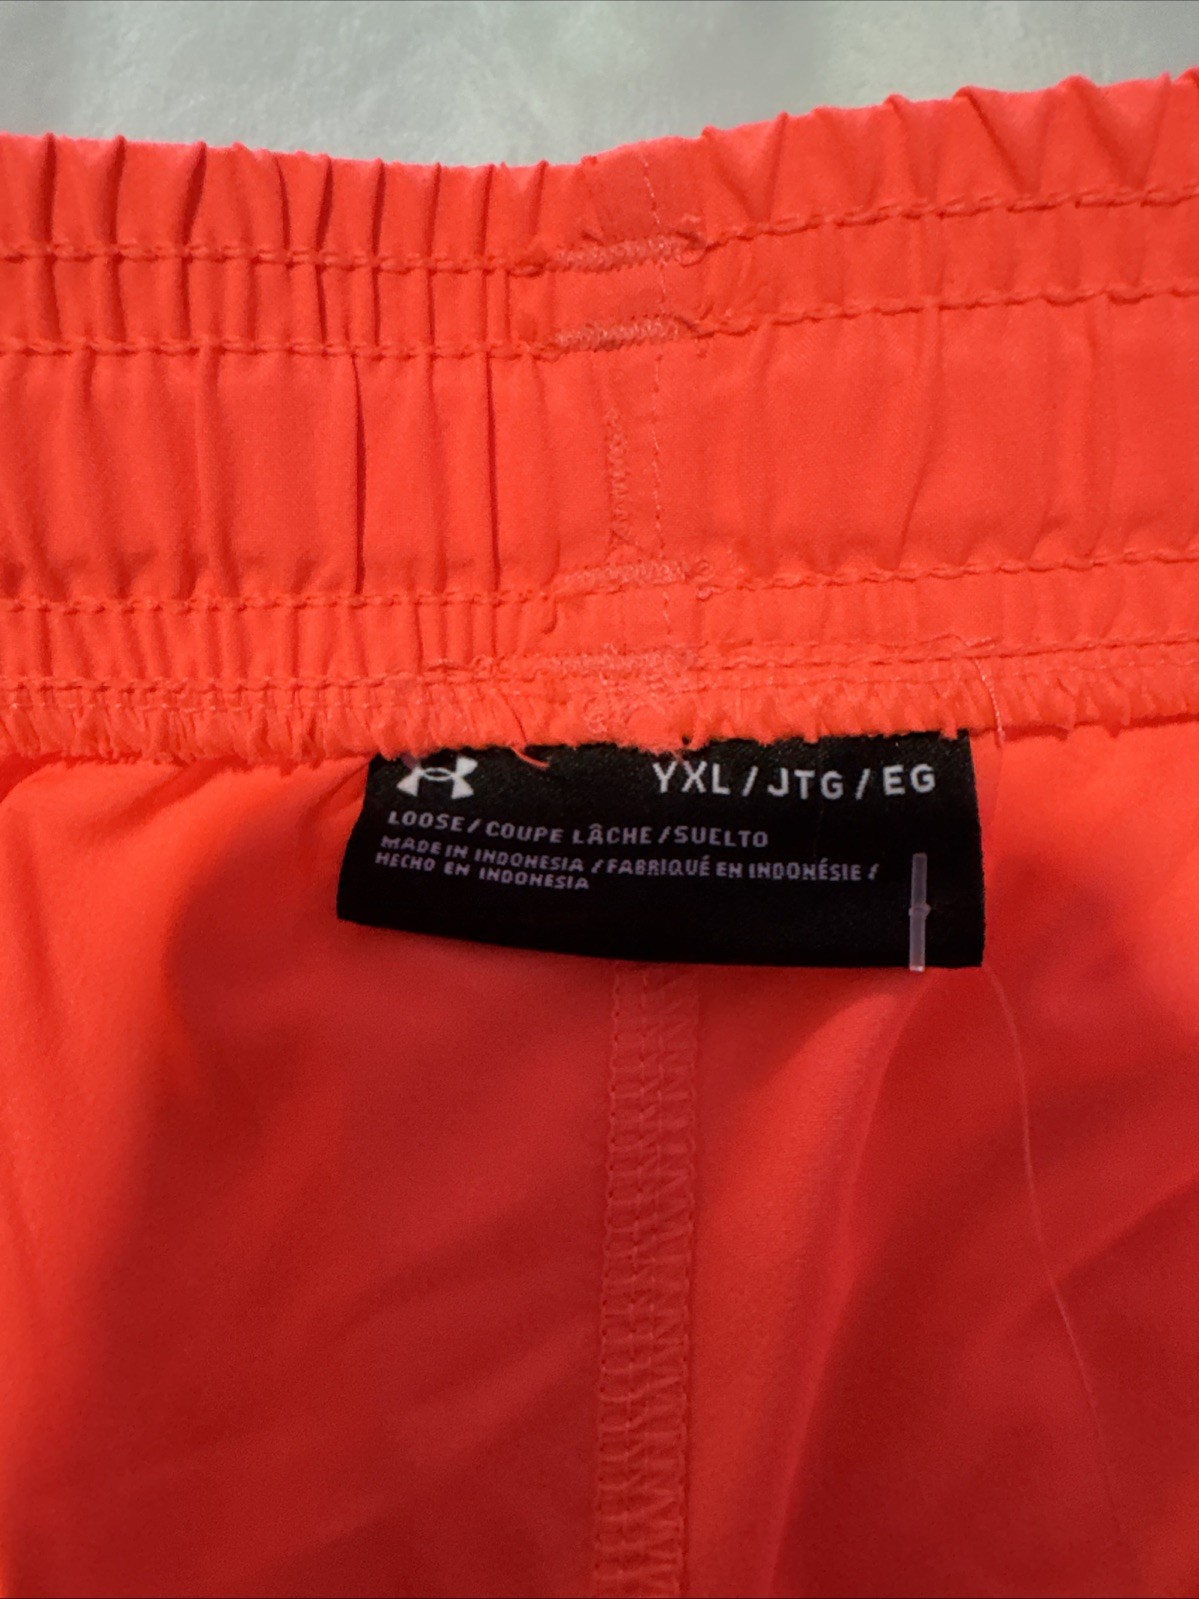 YXL / JTG / EG
LOOSE / COUPE LÂCHE / SUELTO
MADE IN INDONESIA / FABRIQUÉ EN INDONÉSIE /
HECHO EN INDONESIA